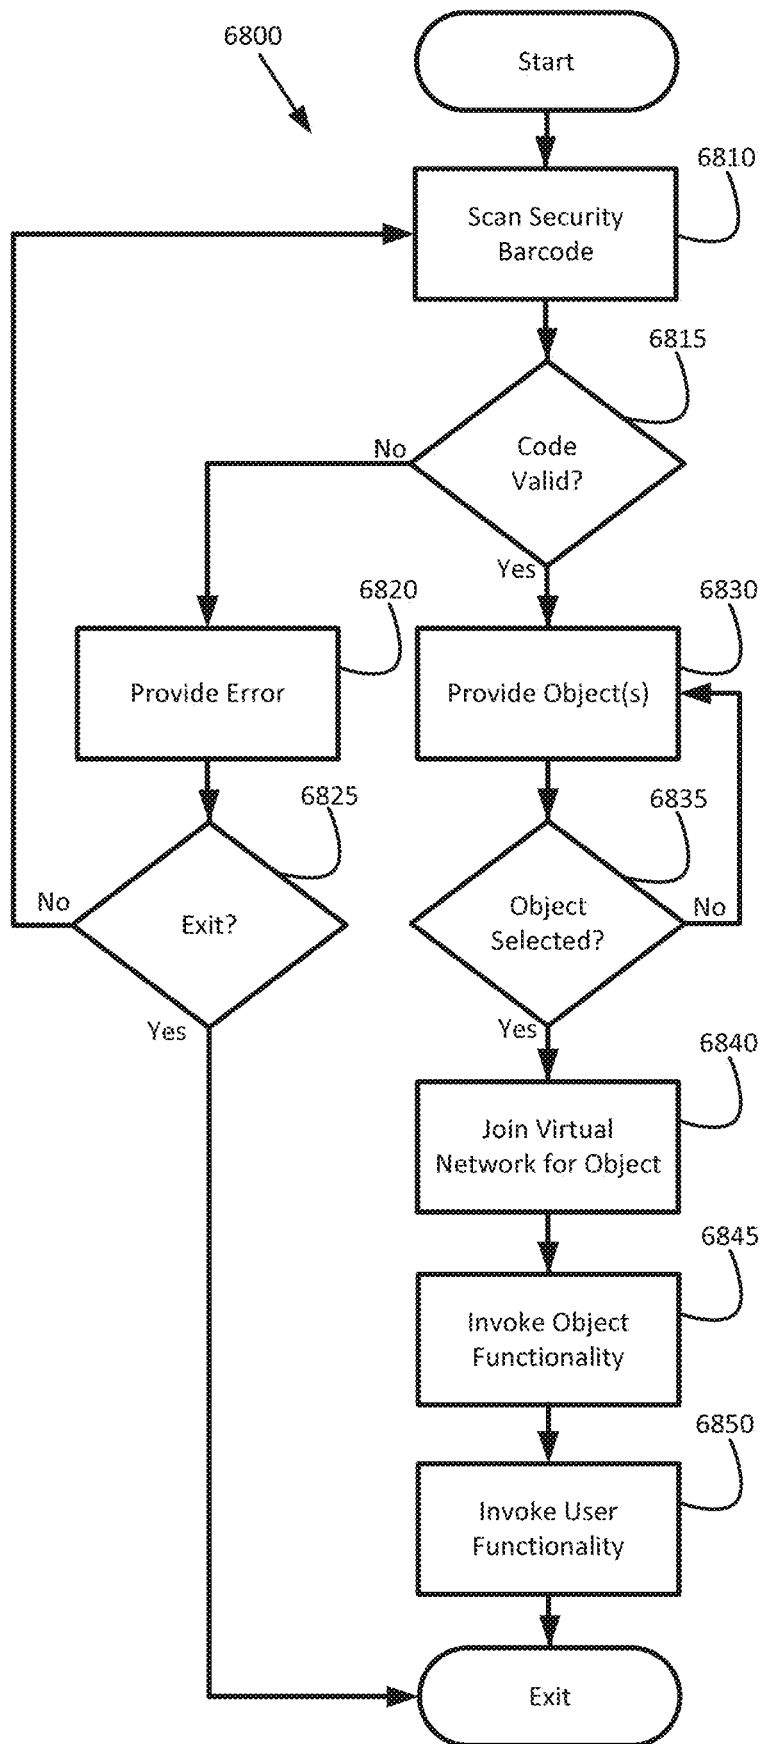 6800
Start
6810
Scan Security
Barcode
6815
No
Code
Valid?
Yes
6820
6830
Provide Error
Provide Object(s)
6825
6835
No
Exit?
Object
Selected?
No
Yes
Yes
6840
Join Virtual
Network for Object
6845
Invoke Object
Functionality
6850
Invoke User
Functionality
Exit